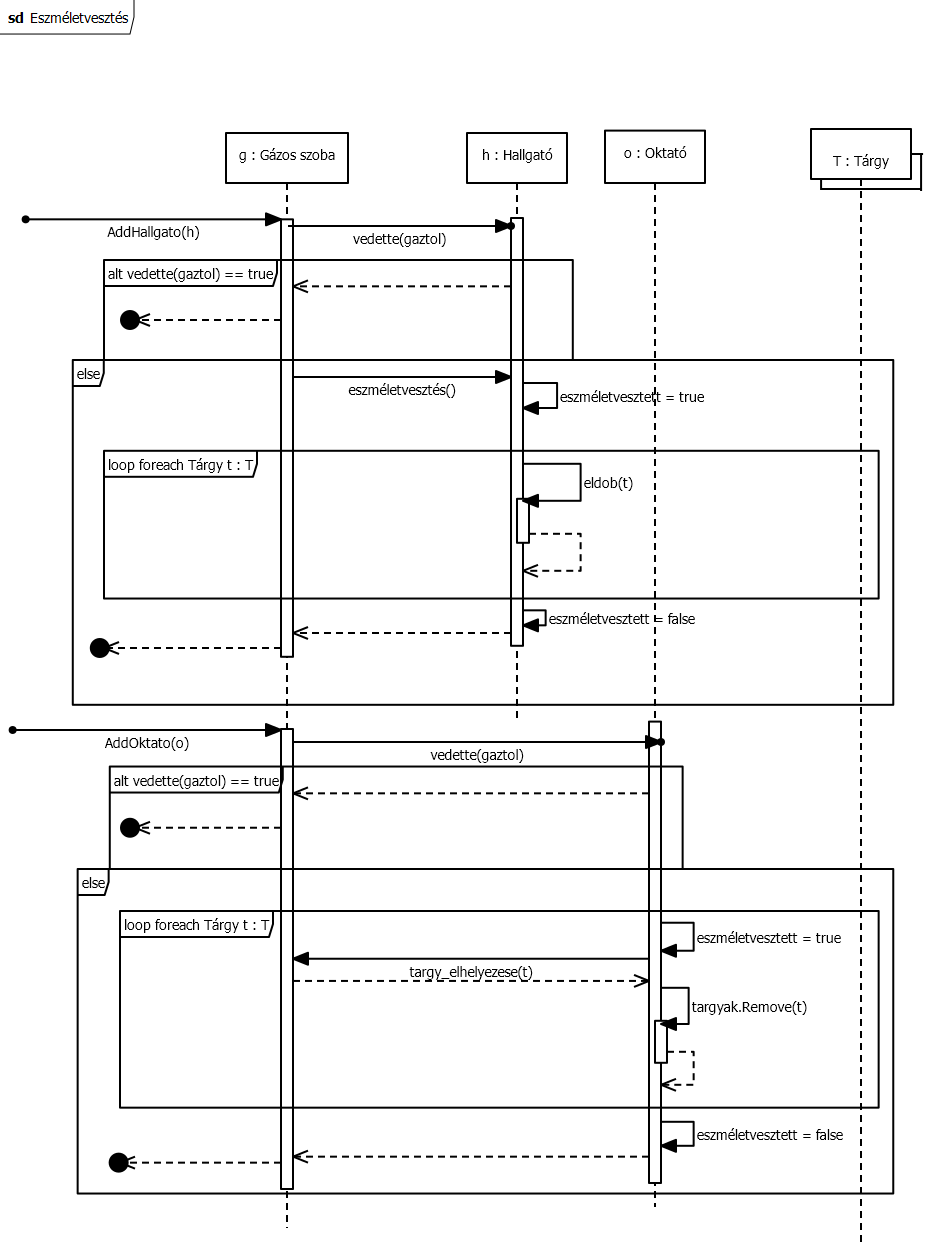 sd Eszméletvesztés
g : Gázos szoba
h : Hallgató
o : Oktató
T : Tárgy
AddHallgato(h)
vedette(gaztol)
alt vedette(gaztol) == true
else
eszméletvesztés()
eszméletvesztett = true
loop foreach Tárgy t : T
eldob(t)
eszméletvesztett = false
AddOktato(o)
vedette(gaztol)
alt vedette(gaztol) == true
else
loop foreach Tárgy t : T
eszméletvesztett = true
targy_elhelyezese(t)
targyak.Remove(t)
eszméletvesztett = false